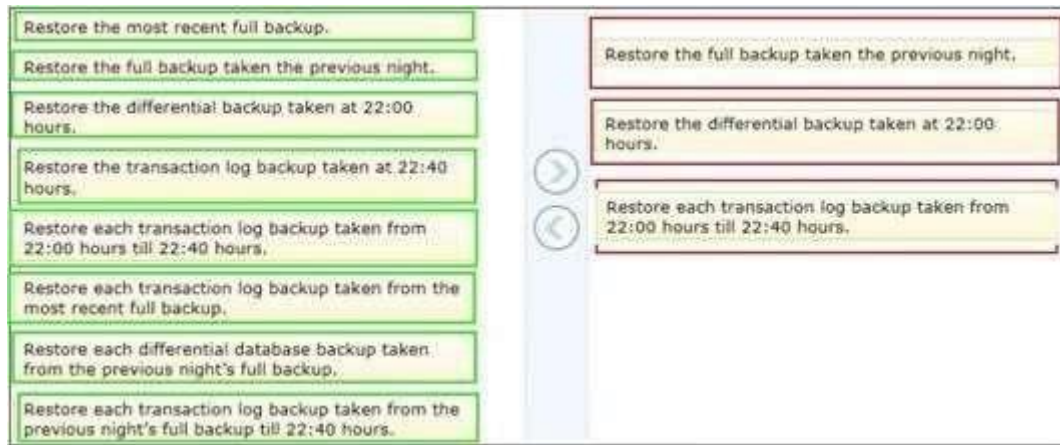 Restore the most recent full backup.
Restore the full backup taken the previous night.
Restore the differential backup taken at 22:00
hours.
Restore the transaction log backup taken at 22:40
hours.
Restore each transaction log backup taken from
22:00 hours till 22:40 hours.
Restore each transaction log backup taken from the
most recent full backup.
Restore each differential database backup taken
from the previous night's full backup.
Restore each transaction log backup taken from the
previous night's full backup till 22:40 hours.
Restore the full backup taken the previous night.
Restore the differential backup taken at 22:00
hours.
Restore each transaction log backup taken from
22:00 hours till 22:40 hours.